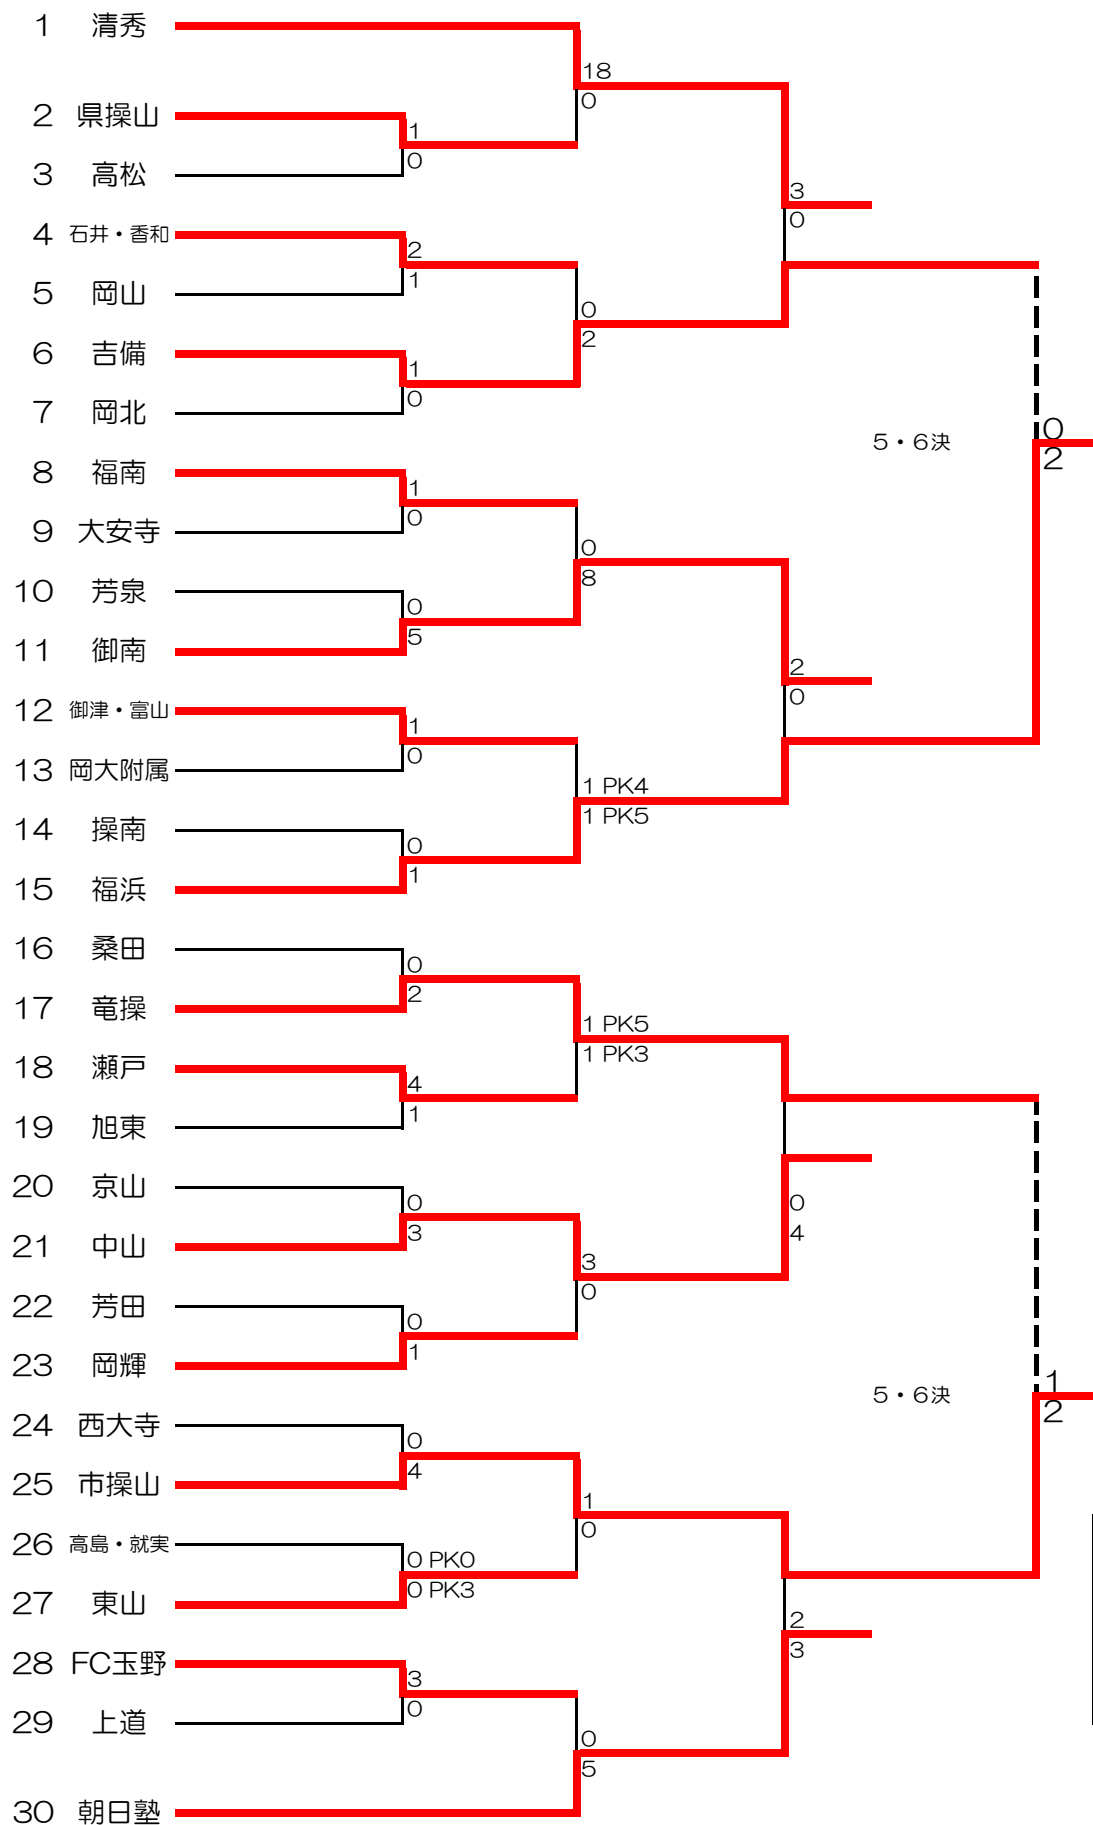 1 清秀
18
0
2 県操山
1
0
3 高松
3
0
4 石井・香和
2
1
5 岡山
0
2
6 吉備
1
0
7 岡北
5・6決
0
2
8 福南
1
0
9 大安寺
0
8
10 芳泉
0
5
11 御南
2
0
12 御津・富山
1
0
13 岡大附属
1 PK4
1 PK5
14 操南
0
1
15 福浜
16 桑田
0
2
17 竜操
1 PK5
1 PK3
18 瀬戸
4
1
19 旭東
20 京山
0
3
0
4
21 中山
3
0
22 芳田
0
1
23 岡輝
5・6決
1
2
24 西大寺
0
4
25 市操山
1
0
26 高島・就実
0 PK0
0 PK3
27 東山
2
3
28 FC玉野
3
0
29 上道
0
5
30 朝日塾